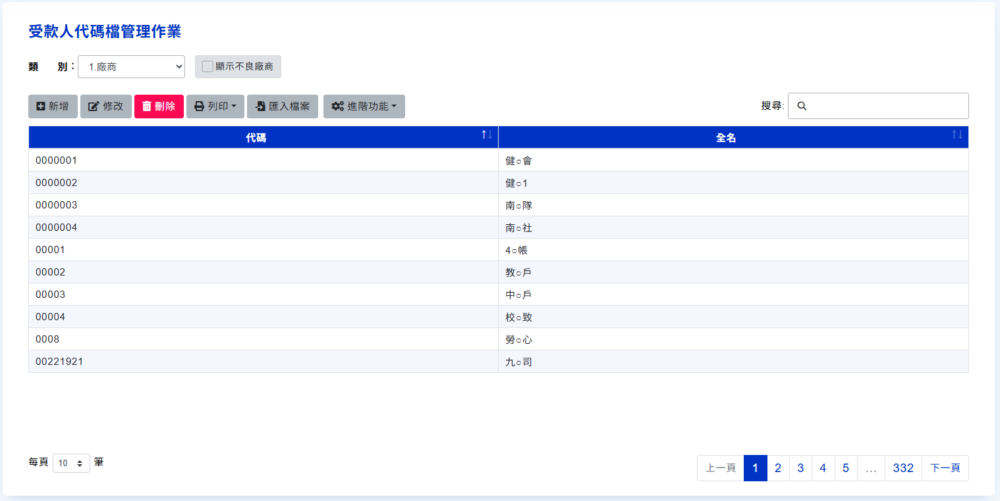 受款人代碼檔管理作業
類 別： 1.廠商 顯示不良廠商
新增 修改 刪除 列印 匯入檔案 進階功能 搜尋:
代碼 全名
0000001 健○會
0000002 健○1
0000003 南○隊
0000004 南○社
00001 4○帳
00002 教○戶
00003 中○戶
00004 校○致
0008 勞○心
00221921 九○司
每頁 10 筆 上一頁 1 2 3 4 5 … 332 下一頁